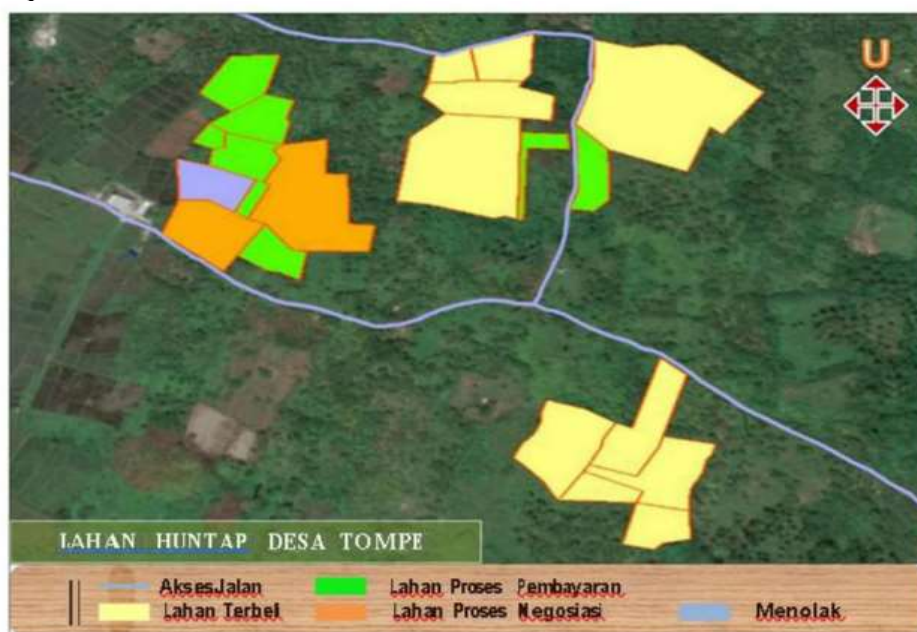 U
LAHAN HUNTAP DESA TOMPE
AksesJalan
Lahan Proses Pembayaran
Lahan Terbeli
Lahan Proses Negosiasi
Menolak